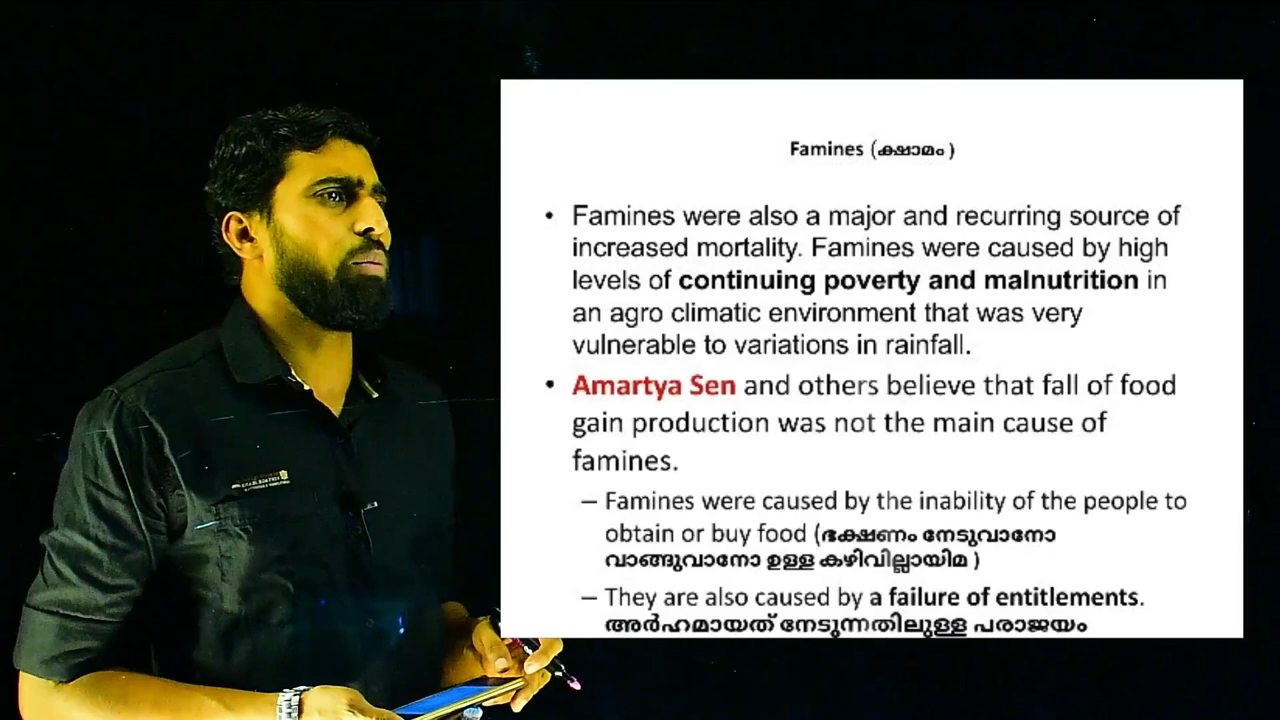 Famines (ക്ഷാമം )
• Famines were also a major and recurring source of
increased mortality. Famines were caused by high
levels of continuing poverty and malnutrition in
an agro climatic environment that was very
vulnerable to variations in rainfall.
• Amartya Sen and others believe that fall of food
gain production was not the main cause of
famines.
– Famines were caused by the inability of the people to
obtain or buy food (ഭക്ഷണം നേടുവാനോ
വാങ്ങുവാനോ ഉള്ള കഴിവില്ലായിമ )
– They are also caused by a failure of entitlements.
അർഹമായത് നേടുന്നതിലുള്ള പരാജയം